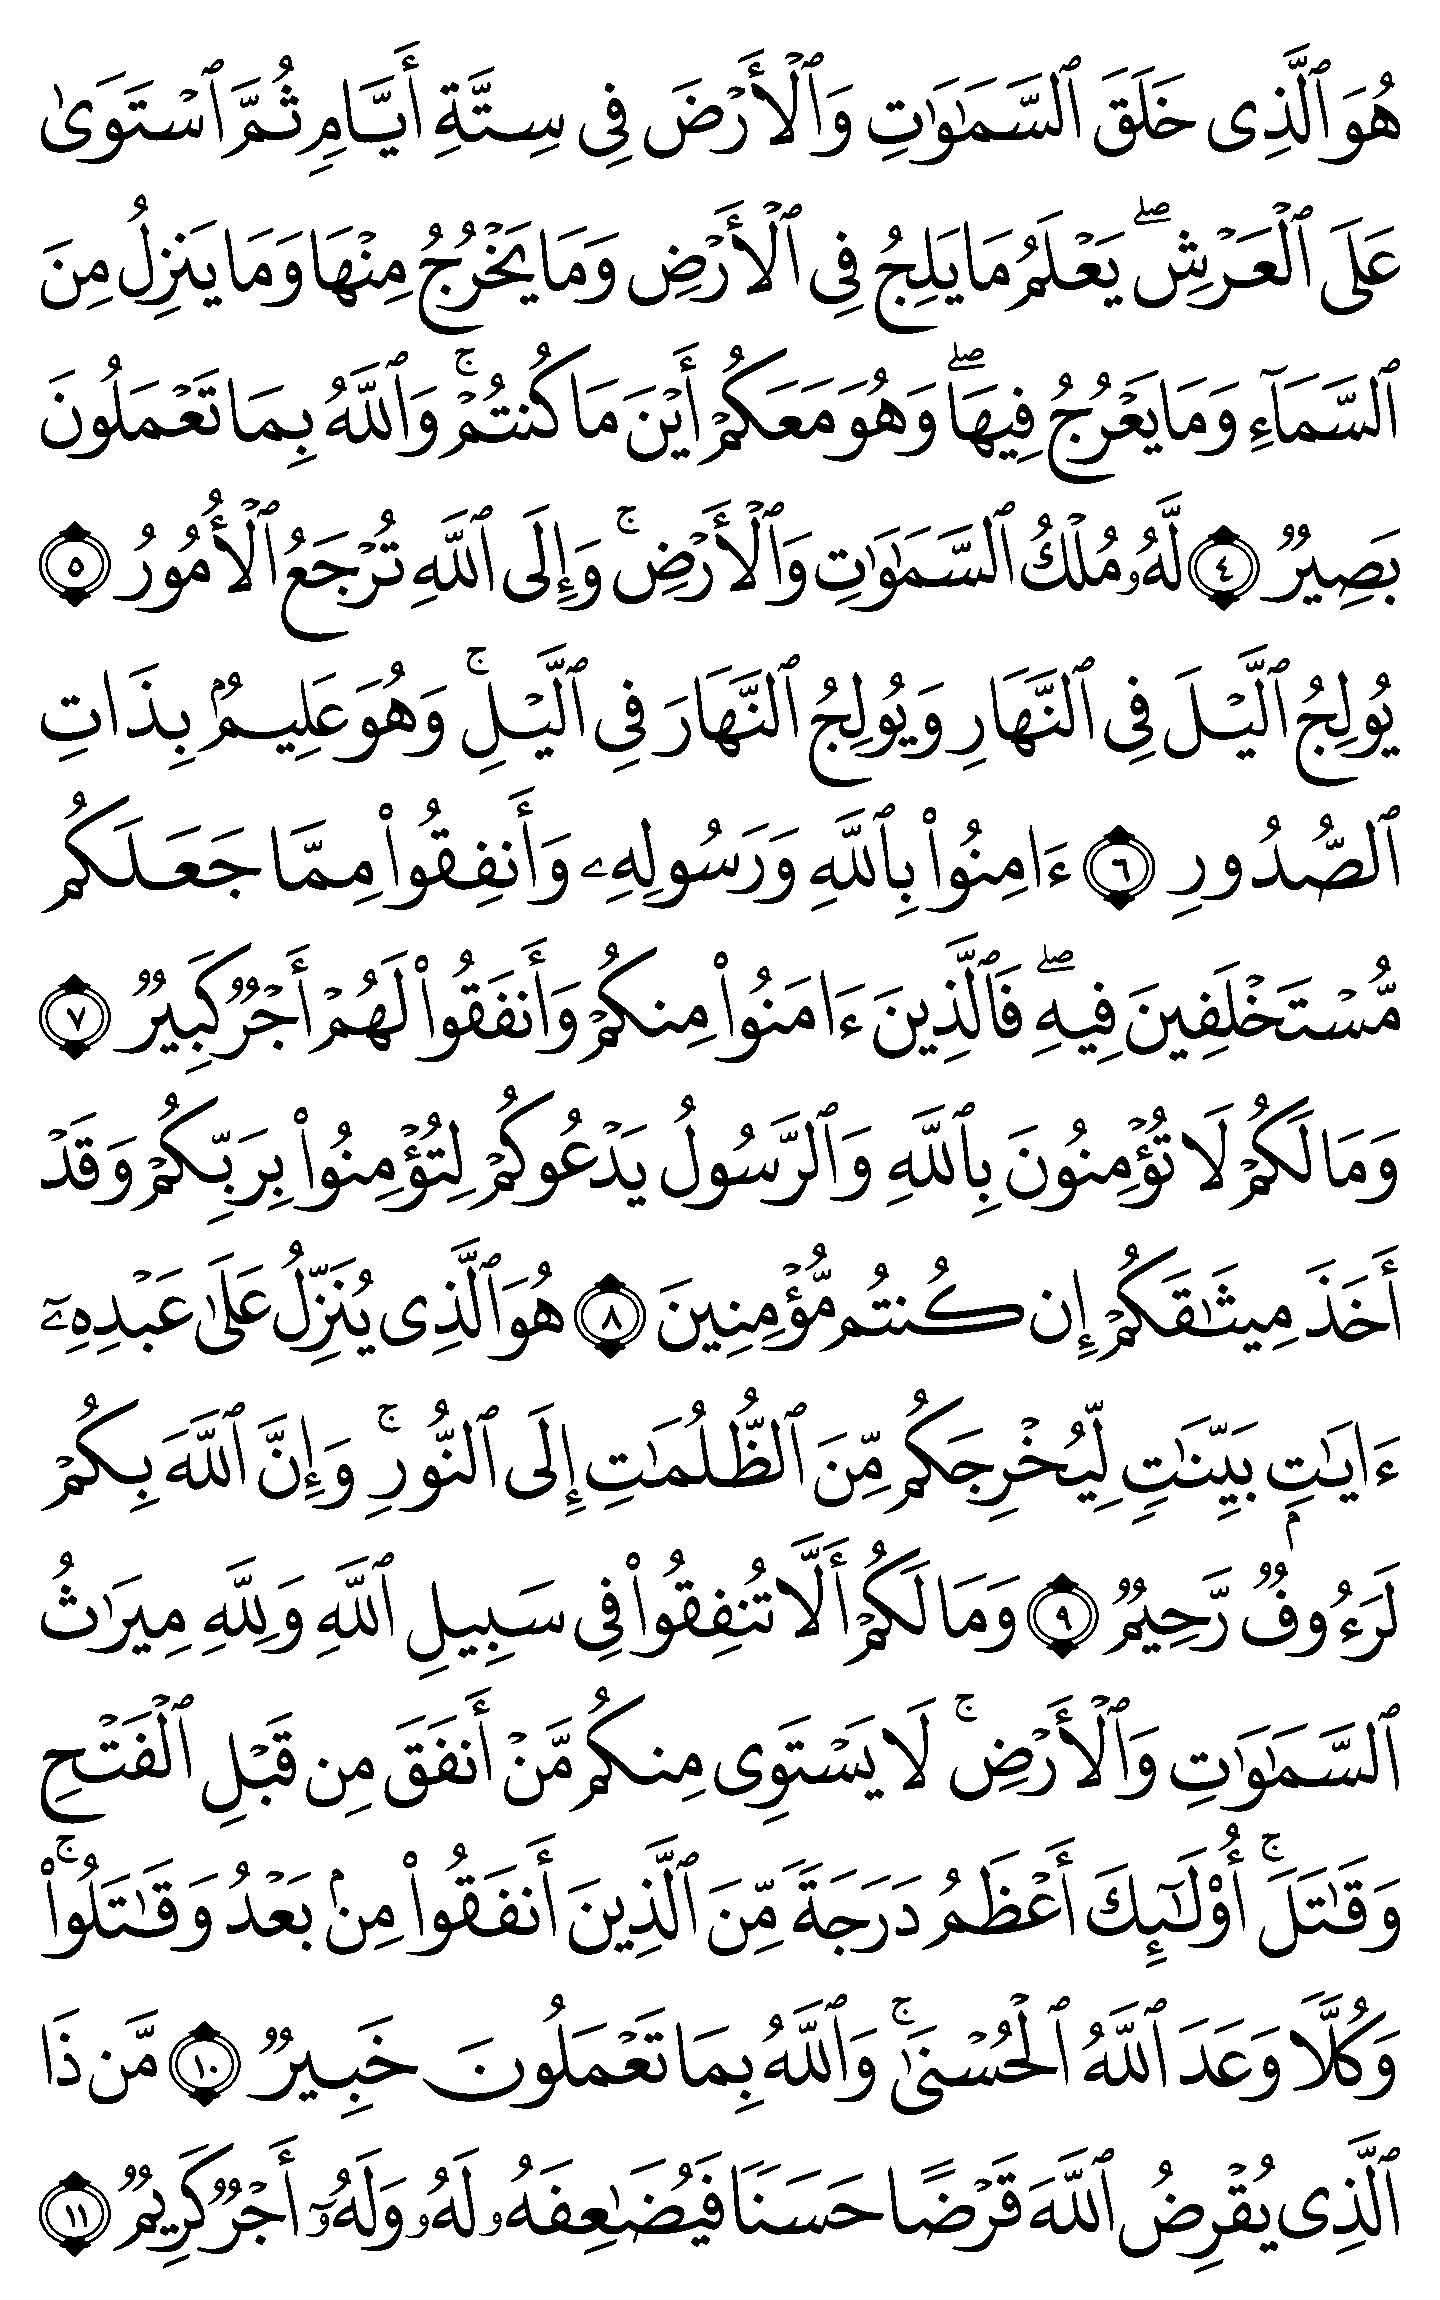 هُوَ ٱلَّذِى خَلَقَ ٱلسَّمَٰوَٰتِ وَٱلْأَرْضَ فِى سِتَّةِ أَيَّامٍ ثُمَّ ٱسْتَوَىٰ
عَلَى ٱلْعَرْشِ ۖ يَعْلَمُ مَا يَلِجُ فِى ٱلْأَرْضِ وَمَا يَخْرُجُ مِنْهَا وَمَا يَنزِلُ مِنَ
ٱلسَّمَآءِ وَمَا يَعْرُجُ فِيهَا ۖ وَهُوَ مَعَكُمْ أَيْنَ مَا كُنتُمْ ۚ وَٱللَّهُ بِمَا تَعْمَلُونَ
بَصِيرٌ ٤ لَّهُۥ مُلْكُ ٱلسَّمَٰوَٰتِ وَٱلْأَرْضِ ۚ وَإِلَى ٱللَّهِ تُرْجَعُ ٱلْأُمُورُ ٥
يُولِجُ ٱلَّيْلَ فِى ٱلنَّهَارِ وَيُولِجُ ٱلنَّهَارَ فِى ٱلَّيْلِ ۚ وَهُوَ عَلِيمٌۢ بِذَاتِ
ٱلصُّدُورِ ٦ ءَامِنُوا۟ بِٱللَّهِ وَرَسُولِهِۦ وَأَنفِقُوا۟ مِمَّا جَعَلَكُم
مُّسْتَخْلَفِينَ فِيهِ ۖ فَٱلَّذِينَ ءَامَنُوا۟ مِنكُمْ وَأَنفَقُوا۟ لَهُمْ أَجْرٌ كَبِيرٌ ٧
وَمَا لَكُمْ لَا تُؤْمِنُونَ بِٱللَّهِ وَٱلرَّسُولُ يَدْعُوكُمْ لِتُؤْمِنُوا۟ بِرَبِّكُمْ وَقَدْ
أَخَذَ مِيثَٰقَكُمْ إِن كُنتُم مُّؤْمِنِينَ ٨ هُوَ ٱلَّذِى يُنَزِّلُ عَلَىٰ عَبْدِهِۦٓ
ءَايَٰتٍۭ بَيِّنَٰتٍ لِّيُخْرِجَكُم مِّنَ ٱلظُّلُمَٰتِ إِلَى ٱلنُّورِ ۚ وَإِنَّ ٱللَّهَ بِكُمْ
لَرَءُوفٌ رَّحِيمٌ ٩ وَمَا لَكُمْ أَلَّا تُنفِقُوا۟ فِى سَبِيلِ ٱللَّهِ وَلِلَّهِ مِيرَٰثُ
ٱلسَّمَٰوَٰتِ وَٱلْأَرْضِ ۚ لَا يَسْتَوِى مِنكُم مَّنْ أَنفَقَ مِن قَبْلِ ٱلْفَتْحِ
وَقَٰتَلَ ۚ أُو۟لَٰٓئِكَ أَعْظَمُ دَرَجَةً مِّنَ ٱلَّذِينَ أَنفَقُوا۟ مِنۢ بَعْدُ وَقَٰتَلُوا۟ ۚ
وَكُلًّا وَعَدَ ٱللَّهُ ٱلْحُسْنَىٰ ۚ وَٱللَّهُ بِمَا تَعْمَلُونَ خَبِيرٌ ١٠ مَّن ذَا
ٱلَّذِى يُقْرِضُ ٱللَّهَ قَرْضًا حَسَنًا فَيُضَٰعِفَهُۥ لَهُۥ وَلَهُۥٓ أَجْرٌ كَرِيمٌ ١١